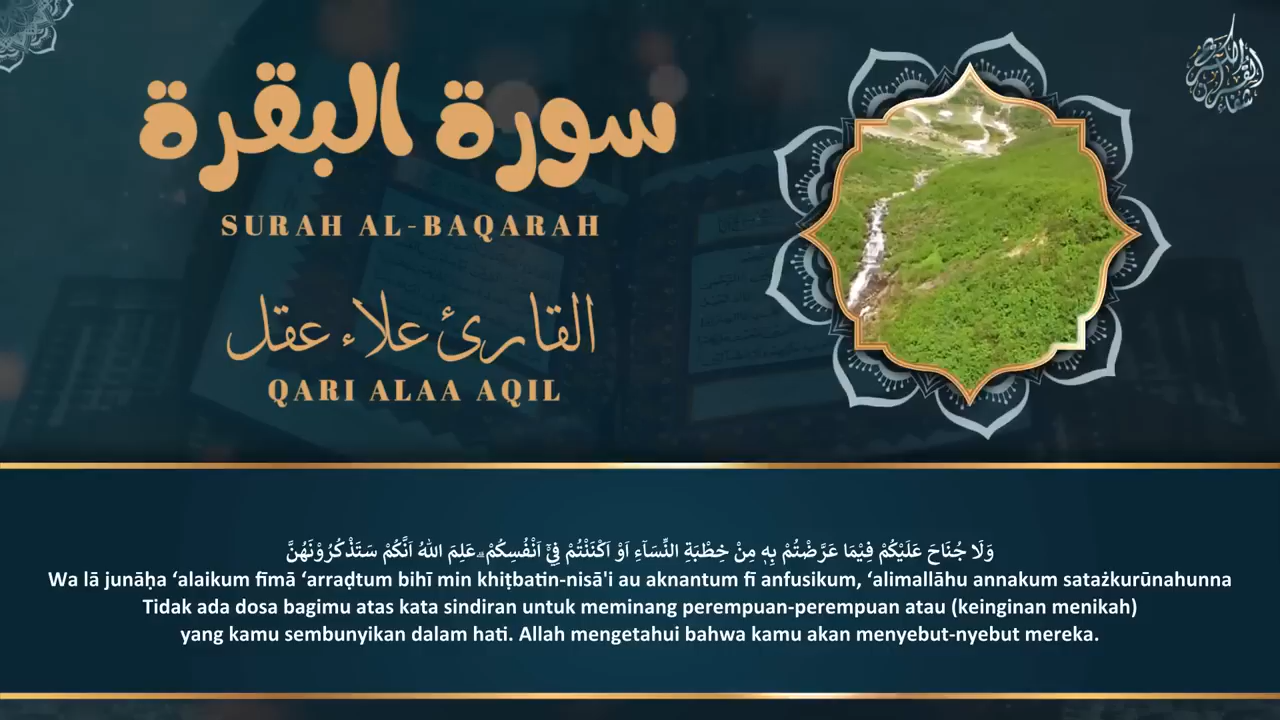 سورة البقرة
SURAH AL-BAQARAH
القارئ علاء عقل
QARI ALAA AQIL
وَلَا جُنَاحَ عَلَيْكُمْ فِيْمَا عَرَّضْتُمْ بِهٖ مِنْ خِطْبَةِ النِّسَاۤءِ اَوْ اَكْنَنْتُمْ فِيْٓ اَنْفُسِكُمْ ۗ عَلِمَ اللّٰهُ اَنَّكُمْ سَتَذْكُرُوْنَهُنَّ
Wa lā junāḥa ‘alaikum fīmā ‘arraḍtum bihī min khiṭbatin-nisā'i au aknantum fī anfusikum, ‘alimallāhu annakum satażkurūnahunna
Tidak ada dosa bagimu atas kata sindiran untuk meminang perempuan-perempuan atau (keinginan menikah)
yang kamu sembunyikan dalam hati. Allah mengetahui bahwa kamu akan menyebut-nyebut mereka.